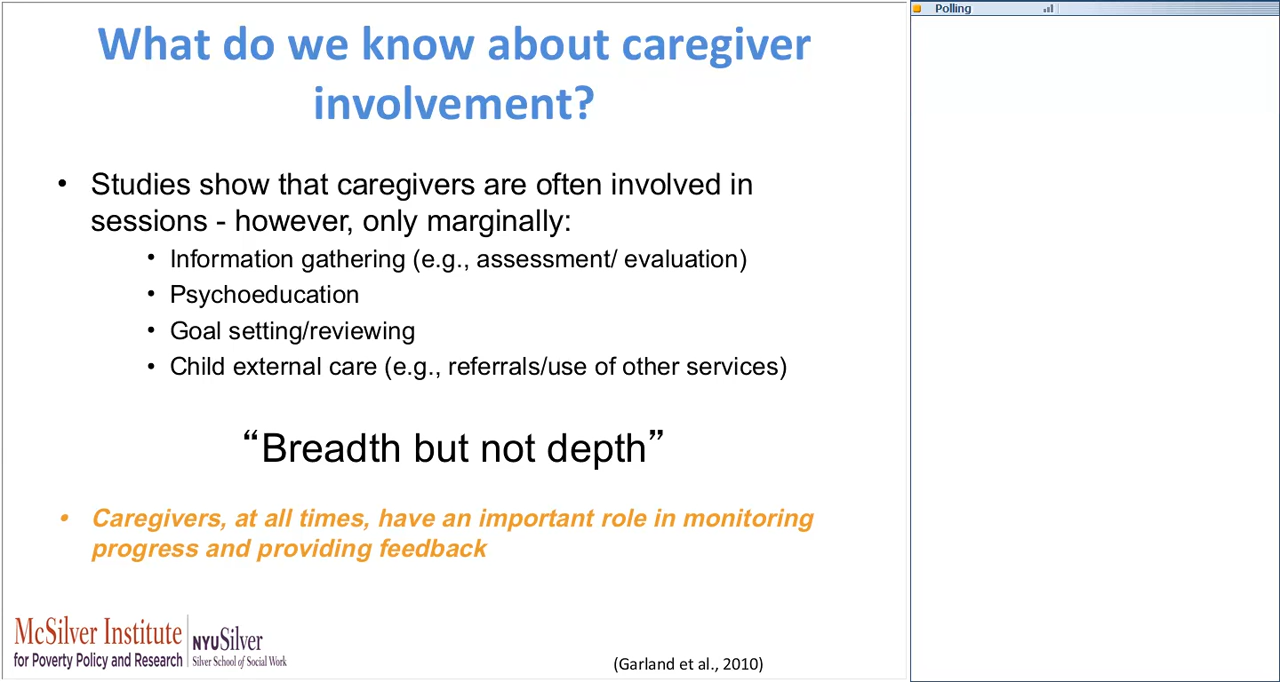 What do we know about caregiver
involvement?
• Studies show that caregivers are often involved in
sessions - however, only marginally:
• Information gathering (e.g., assessment/ evaluation)
• Psychoeducation
• Goal setting/reviewing
• Child external care (e.g., referrals/use of other services)
“Breadth but not depth”
• Caregivers, at all times, have an important role in monitoring
progress and providing feedback
McSilver Institute
for Poverty Policy and Research
NYUSilver
Silver School of Social Work
(Garland et al., 2010)
Polling